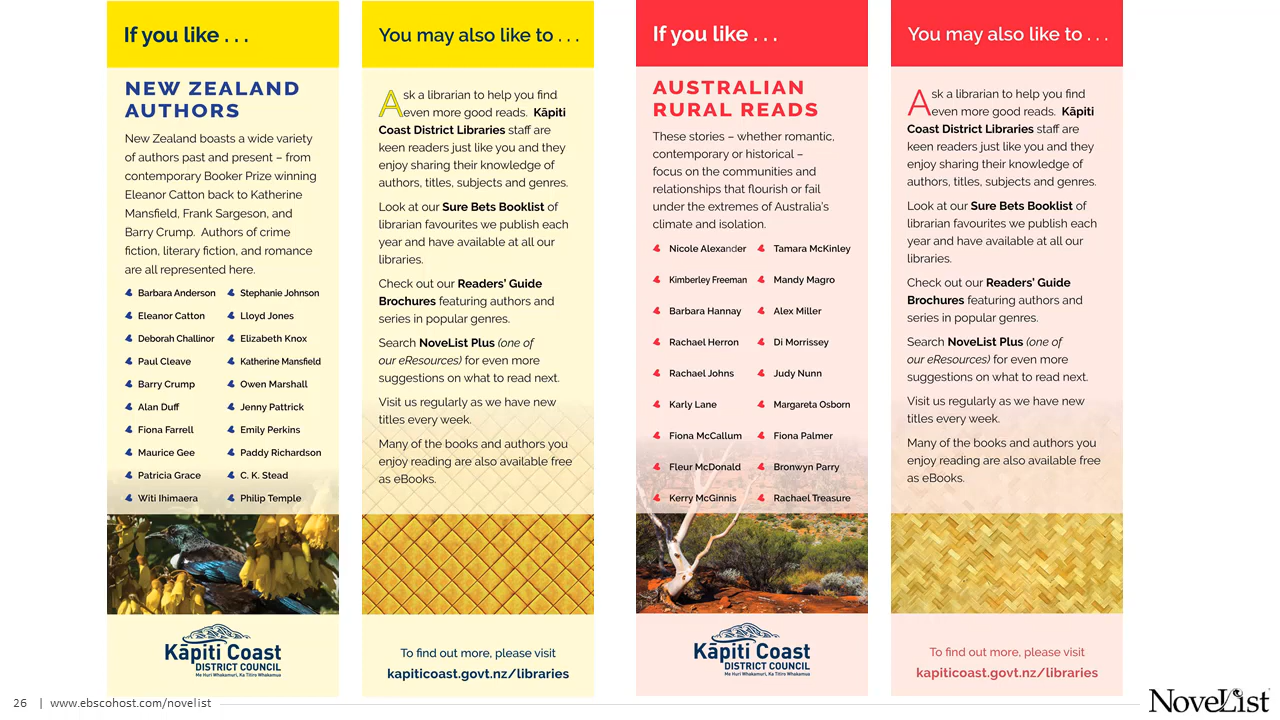 If you like . . .
NEW ZEALAND
AUTHORS
New Zealand boasts a wide variety
of authors past and present – from
contemporary Booker Prize winning
Eleanor Catton back to Katherine
Mansfield, Frank Sargeson, and
Barry Crump.  Authors of crime
fiction, literary fiction, and romance
are all represented here.
Barbara Anderson
Eleanor Catton
Deborah Challinor
Paul Cleave
Barry Crump
Alan Duff
Fiona Farrell
Maurice Gee
Patricia Grace
Witi Ihimaera
Stephanie Johnson
Lloyd Jones
Elizabeth Knox
Katherine Mansfield
Owen Marshall
Jenny Pattrick
Emily Perkins
Paddy Richardson
C. K. Stead
Philip Temple
Kāpiti Coast
DISTRICT COUNCIL
Me Huri Whakamuri, Ka Titiro Whakamua
You may also like to . . .
Ask a librarian to help you find
even more good reads.  Kāpiti
Coast District Libraries staff are
keen readers just like you and they
enjoy sharing their knowledge of
authors, titles, subjects and genres.
Look at our Sure Bets Booklist of
librarian favourites we publish each
year and have available at all our
libraries.
Check out our Readers' Guide
Brochures featuring authors and
series in popular genres.
Search NoveList Plus (one of
our eResources) for even more
suggestions on what to read next.
Visit us regularly as we have new
titles every week.
Many of the books and authors you
enjoy reading are also available free
as eBooks.
To find out more, please visit
kapiticoast.govt.nz/libraries
If you like . . .
AUSTRALIAN
RURAL READS
These stories – whether romantic,
contemporary or historical –
focus on the communities and
relationships that flourish or fail
under the extremes of Australia's
climate and isolation.
Nicole Alexander
Kimberley Freeman
Barbara Hannay
Rachael Herron
Rachael Johns
Karly Lane
Fiona McCallum
Fleur McDonald
Kerry McGinnis
Tamara McKinley
Mandy Magro
Alex Miller
Di Morrissey
Judy Nunn
Margareta Osborn
Fiona Palmer
Bronwyn Parry
Rachael Treasure
Kāpiti Coast
DISTRICT COUNCIL
Me Huri Whakamuri, Ka Titiro Whakamua
You may also like to . . .
Ask a librarian to help you find
even more good reads.  Kāpiti
Coast District Libraries staff are
keen readers just like you and they
enjoy sharing their knowledge of
authors, titles, subjects and genres.
Look at our Sure Bets Booklist of
librarian favourites we publish each
year and have available at all our
libraries.
Check out our Readers' Guide
Brochures featuring authors and
series in popular genres.
Search NoveList Plus (one of
our eResources) for even more
suggestions on what to read next.
Visit us regularly as we have new
titles every week.
Many of the books and authors you
enjoy reading are also available free
as eBooks.
To find out more, please visit
kapiticoast.govt.nz/libraries
26 | www.ebscohost.com/novelist
NoveList